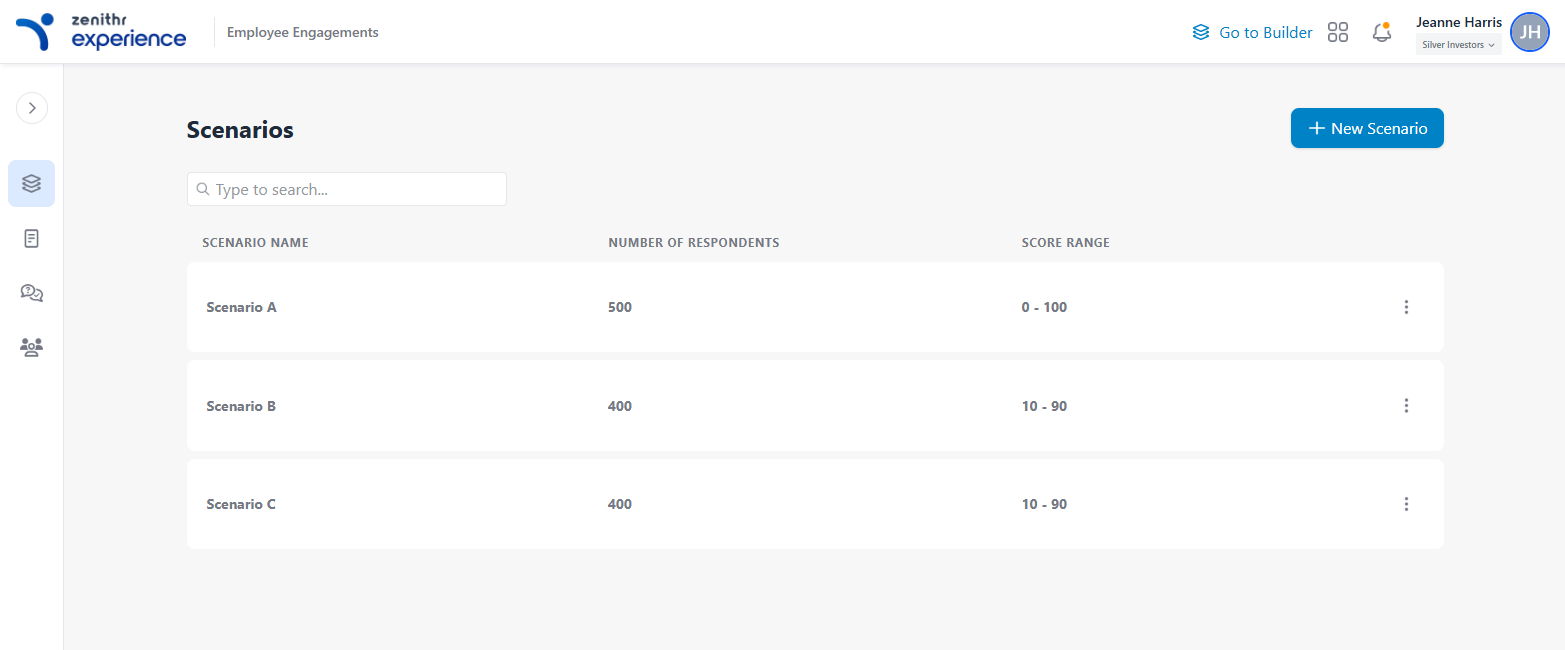 zenithr
experience
Employee Engagements
Go to Builder
Jeanne Harris
Silver Investors
JH
Scenarios
New Scenario
Type to search...
SCENARIO NAME NUMBER OF RESPONDENTS SCORE RANGE
Scenario A 500 0 - 100
Scenario B 400 10 - 90
Scenario C 400 10 - 90